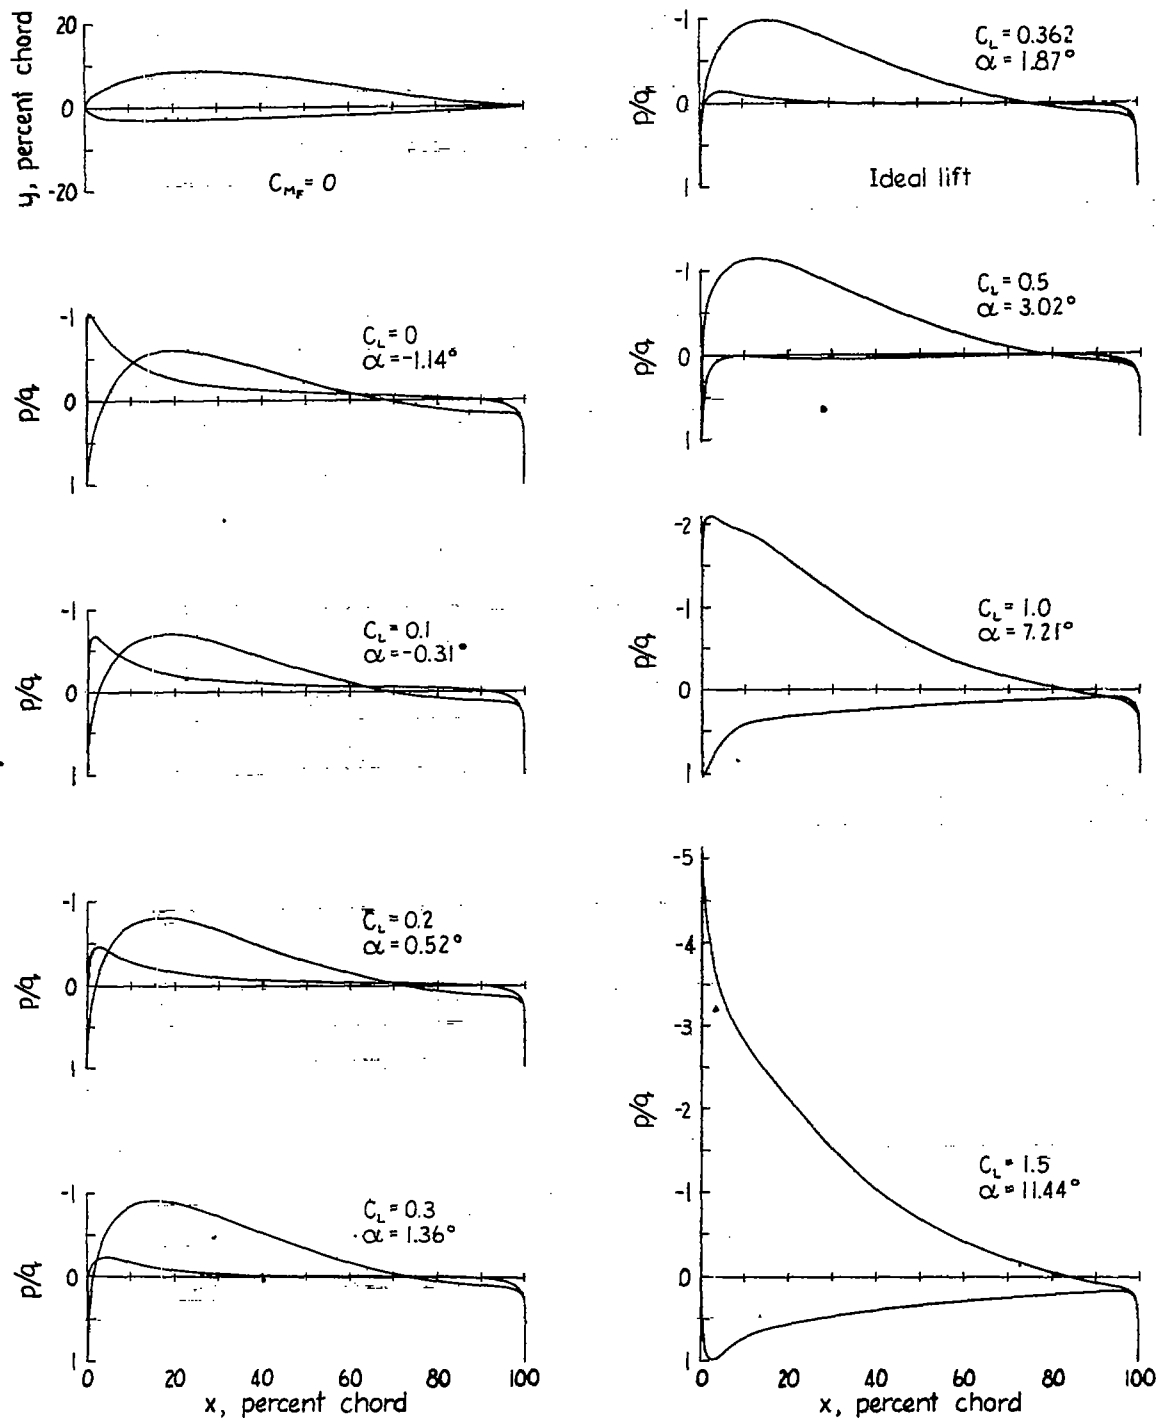 y, percent chord
20
0
-20
C_MF = 0
p/q
-1
0
1
C_L = 0
α = -1.14°
p/q
-1
0
1
C_L = 0.1
α = -0.31°
p/q
-1
0
1
C_L = 0.2
α = 0.52°
p/q
-1
0
1
C_L = 0.3
α = 1.36°
0 20 40 60 80 100
x, percent chord
p/q
-1
0
1
C_L = 0.362
α = 1.87°
Ideal lift
p/q
-1
0
1
C_L = 0.5
α = 3.02°
p/q
-2
-1
0
1
C_L = 1.0
α = 7.21°
p/q
-5
-4
-3
-2
-1
0
1
C_L = 1.5
α = 11.44°
0 20 40 60 80 100
x, percent chord